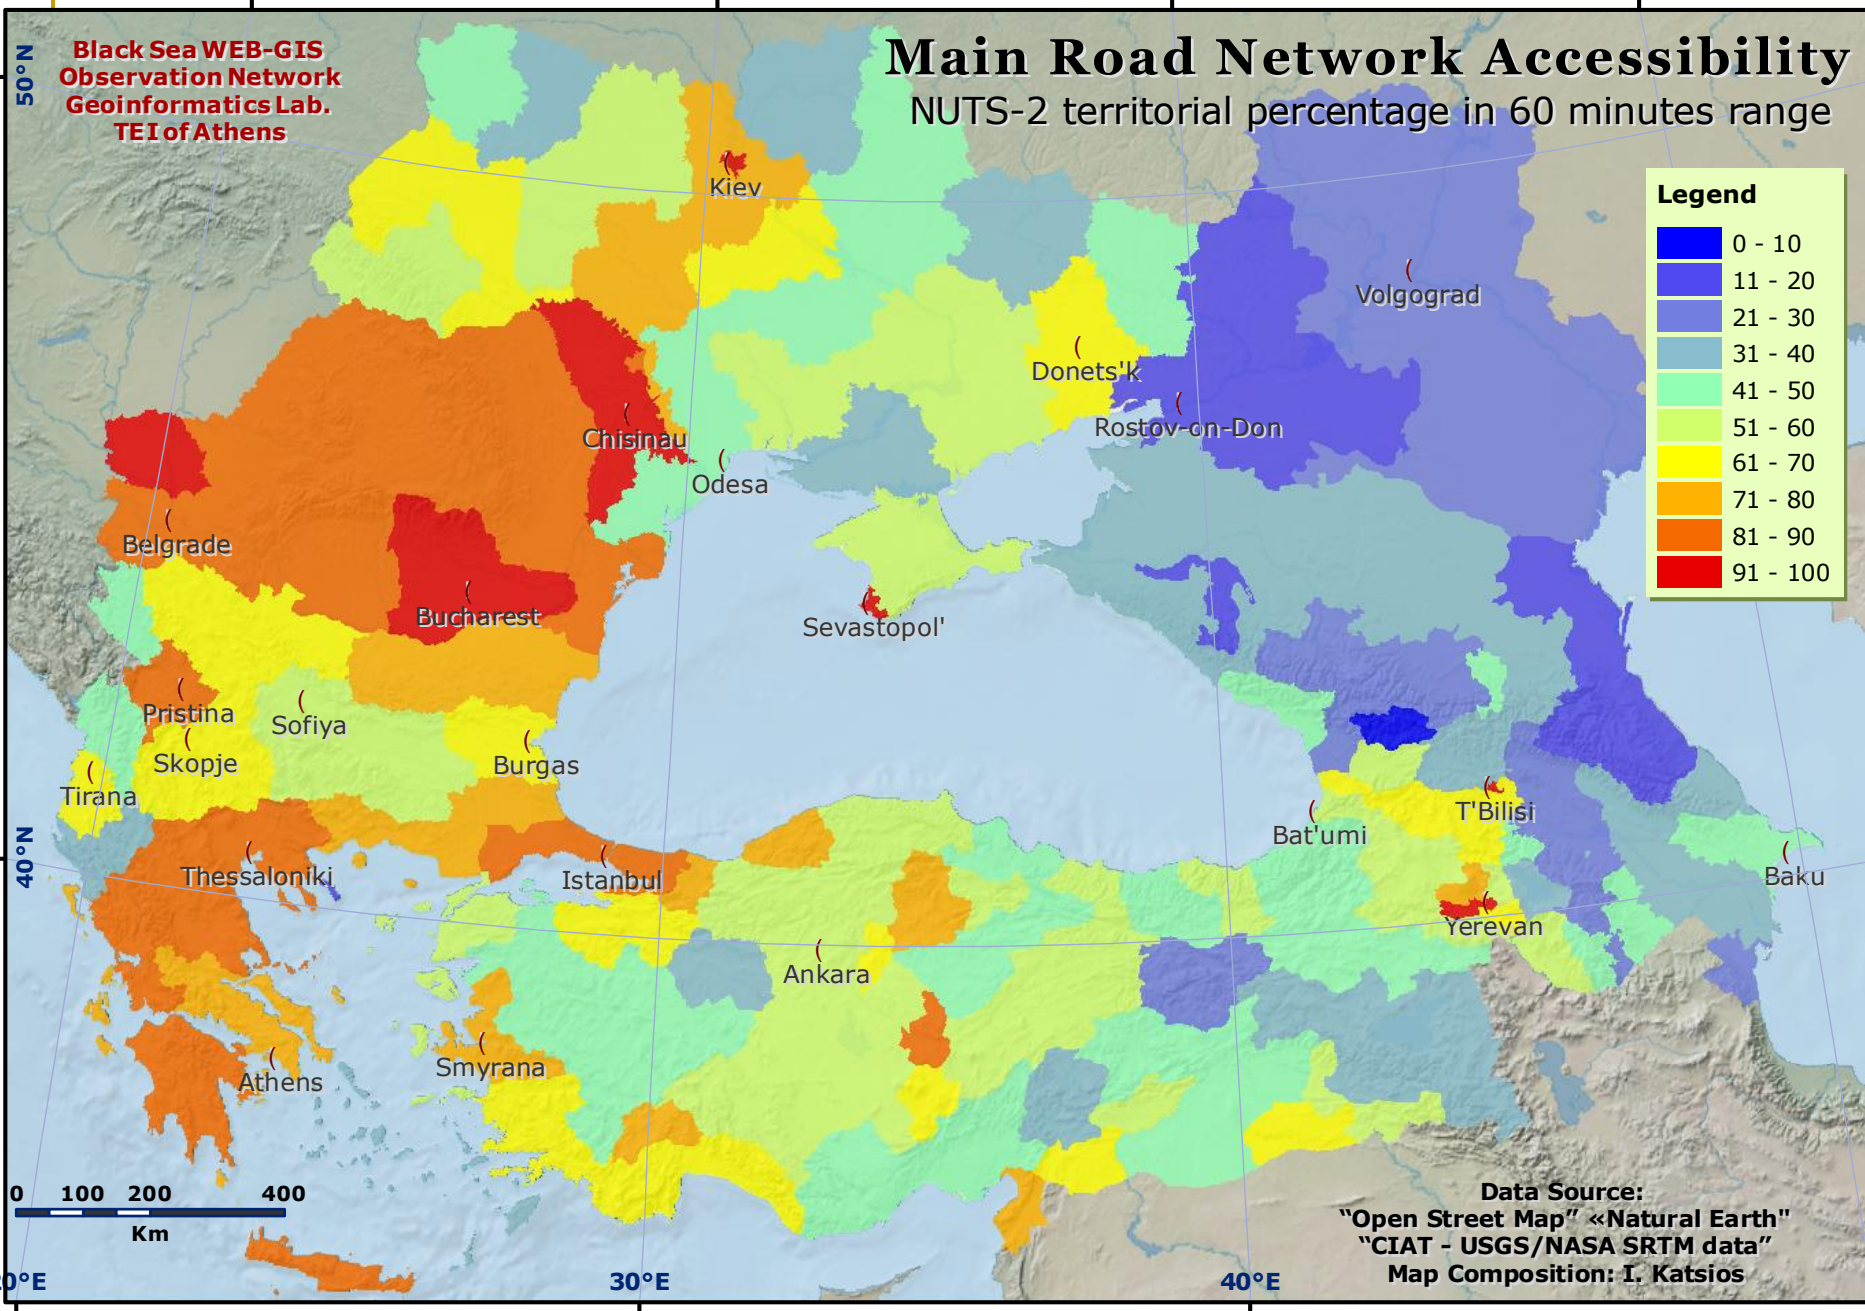 Black Sea WEB-GIS
Observation Network
Geoinformatics Lab.
TEI of Athens
Main Road Network Accessibility
NUTS-2 territorial percentage in 60 minutes range
50°N
Legend
0 - 10
11 - 20
21 - 30
31 - 40
41 - 50
51 - 60
61 - 70
71 - 80
81 - 90
91 - 100
Kiev
Volgograd
Donets'k
Rostov-on-Don
Chisinau
Odesa
Belgrade
Bucharest
Sevastopol'
Pristina
Sofiya
Skopje
Burgas
Tirana
T'Bilisi
Bat'umi
40°N
Thessaloniki
Istanbul
Baku
Yerevan
Ankara
Smyrana
Athens
0 100 200 400
Km
Data Source:
“Open Street Map” «Natural Earth"
“CIAT - USGS/NASA SRTM data”
Map Composition: I. Katsios
0°E
30°E
40°E